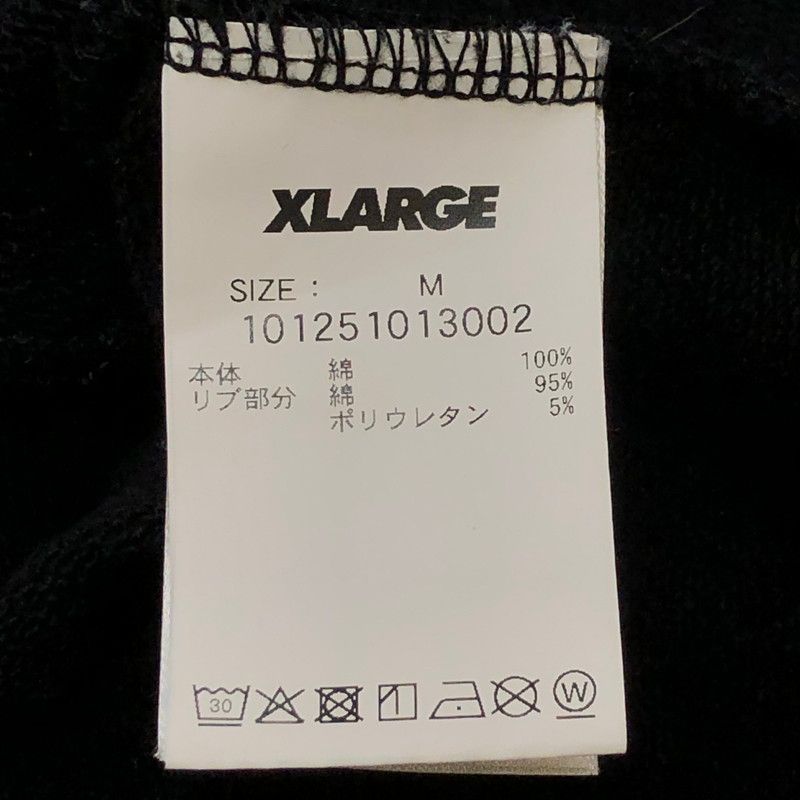 XLARGE
SIZE : M
101251013002
本体 綿 100%
リブ部分 綿 95%
ポリウレタン 5%
30 W